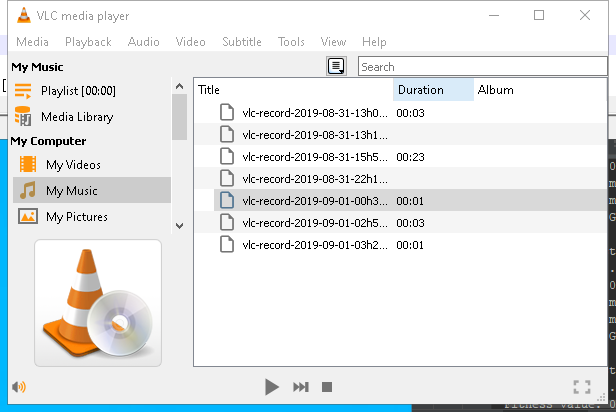 VLC media player
Media Playback Audio Video Subtitle Tools View Help
My Music
Search
Playlist [00:00]
Media Library
My Computer
My Videos
My Music
My Pictures
Title Duration Album
vlc-record-2019-08-31-13h0... 00:03
vlc-record-2019-08-31-13h1...
vlc-record-2019-08-31-15h5... 00:23
vlc-record-2019-08-31-22h1...
vlc-record-2019-09-01-00h3... 00:01
vlc-record-2019-09-01-02h5... 00:03
vlc-record-2019-09-01-03h2... 00:01